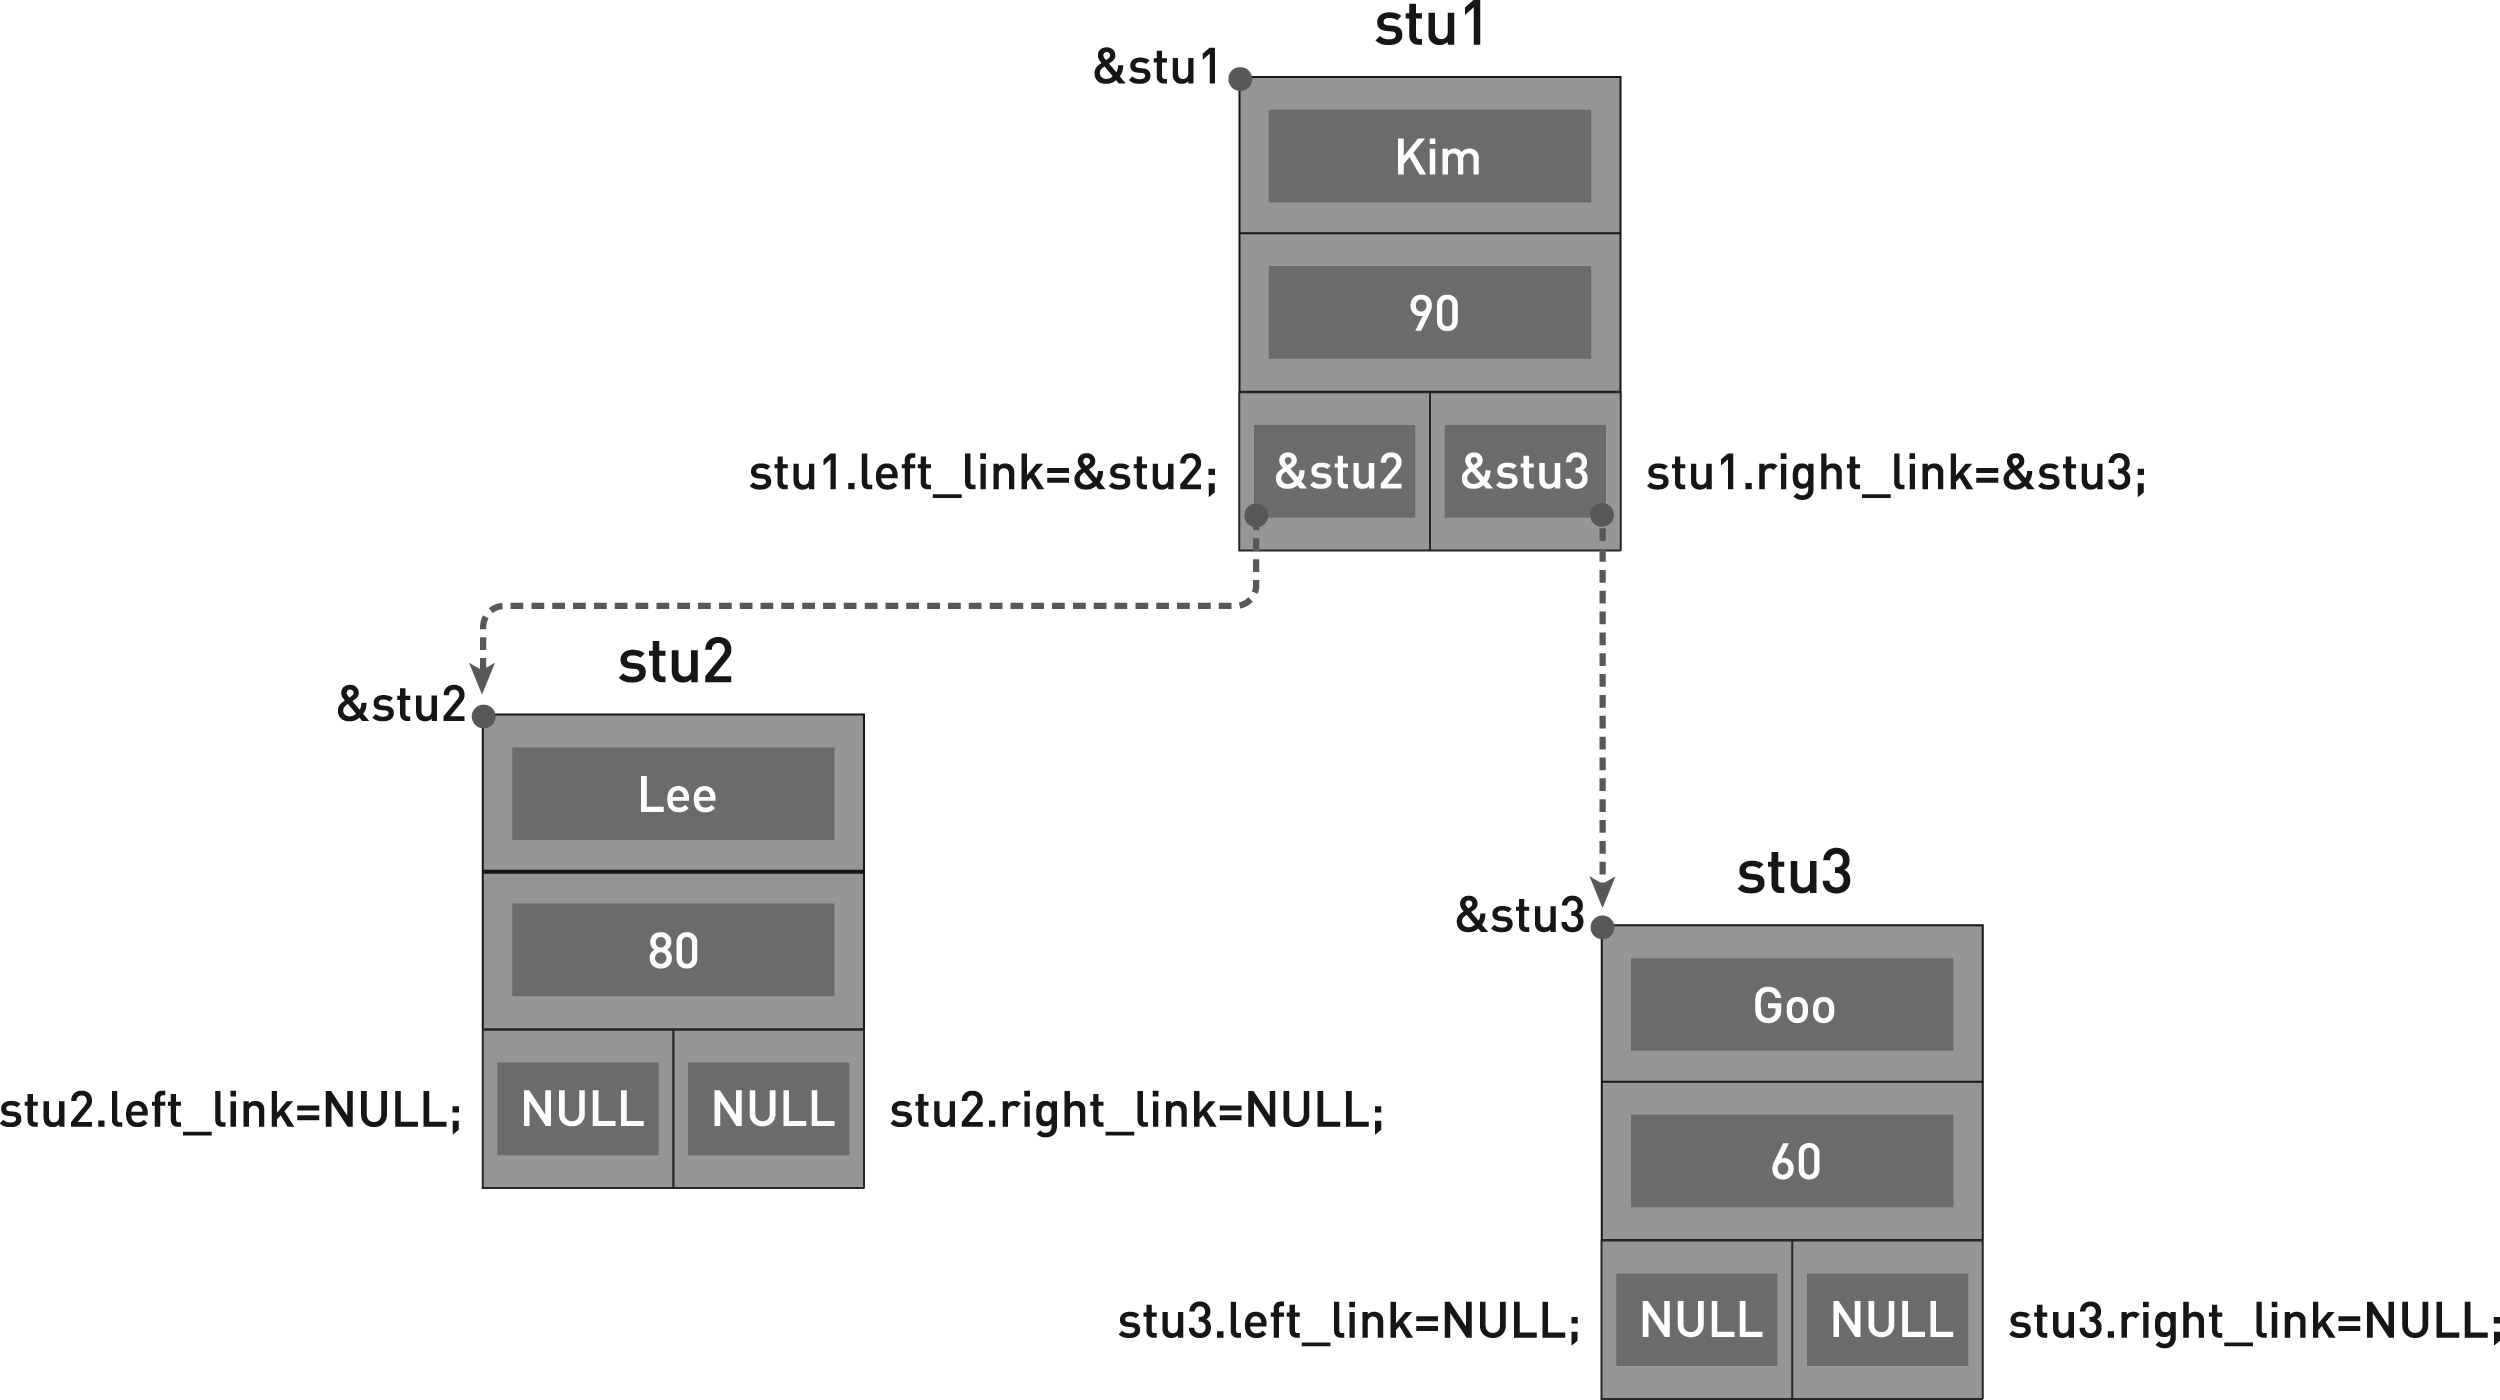 stu1
&stu1
Kim
90
stu1.left_link=&stu2;
&stu2
&stu3
stu1.right_link=&stu3;
stu2
&stu2
Lee
80
stu2.left_link=NULL;
NULL
NULL
stu2.right_link=NULL;
stu3
&stu3
Goo
60
stu3.left_link=NULL;
NULL
NULL
stu3.right_link=NULL;